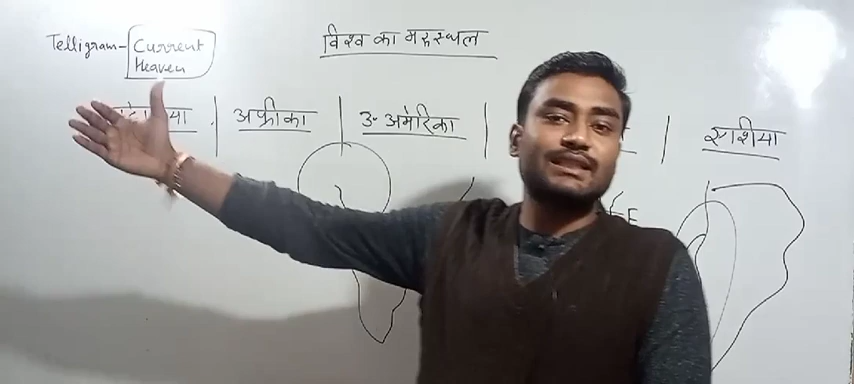 Telligram- Current
Heaven
विश्व का मरुस्थल
अफ्रीका
उ॰ अमेरिका
एशिया